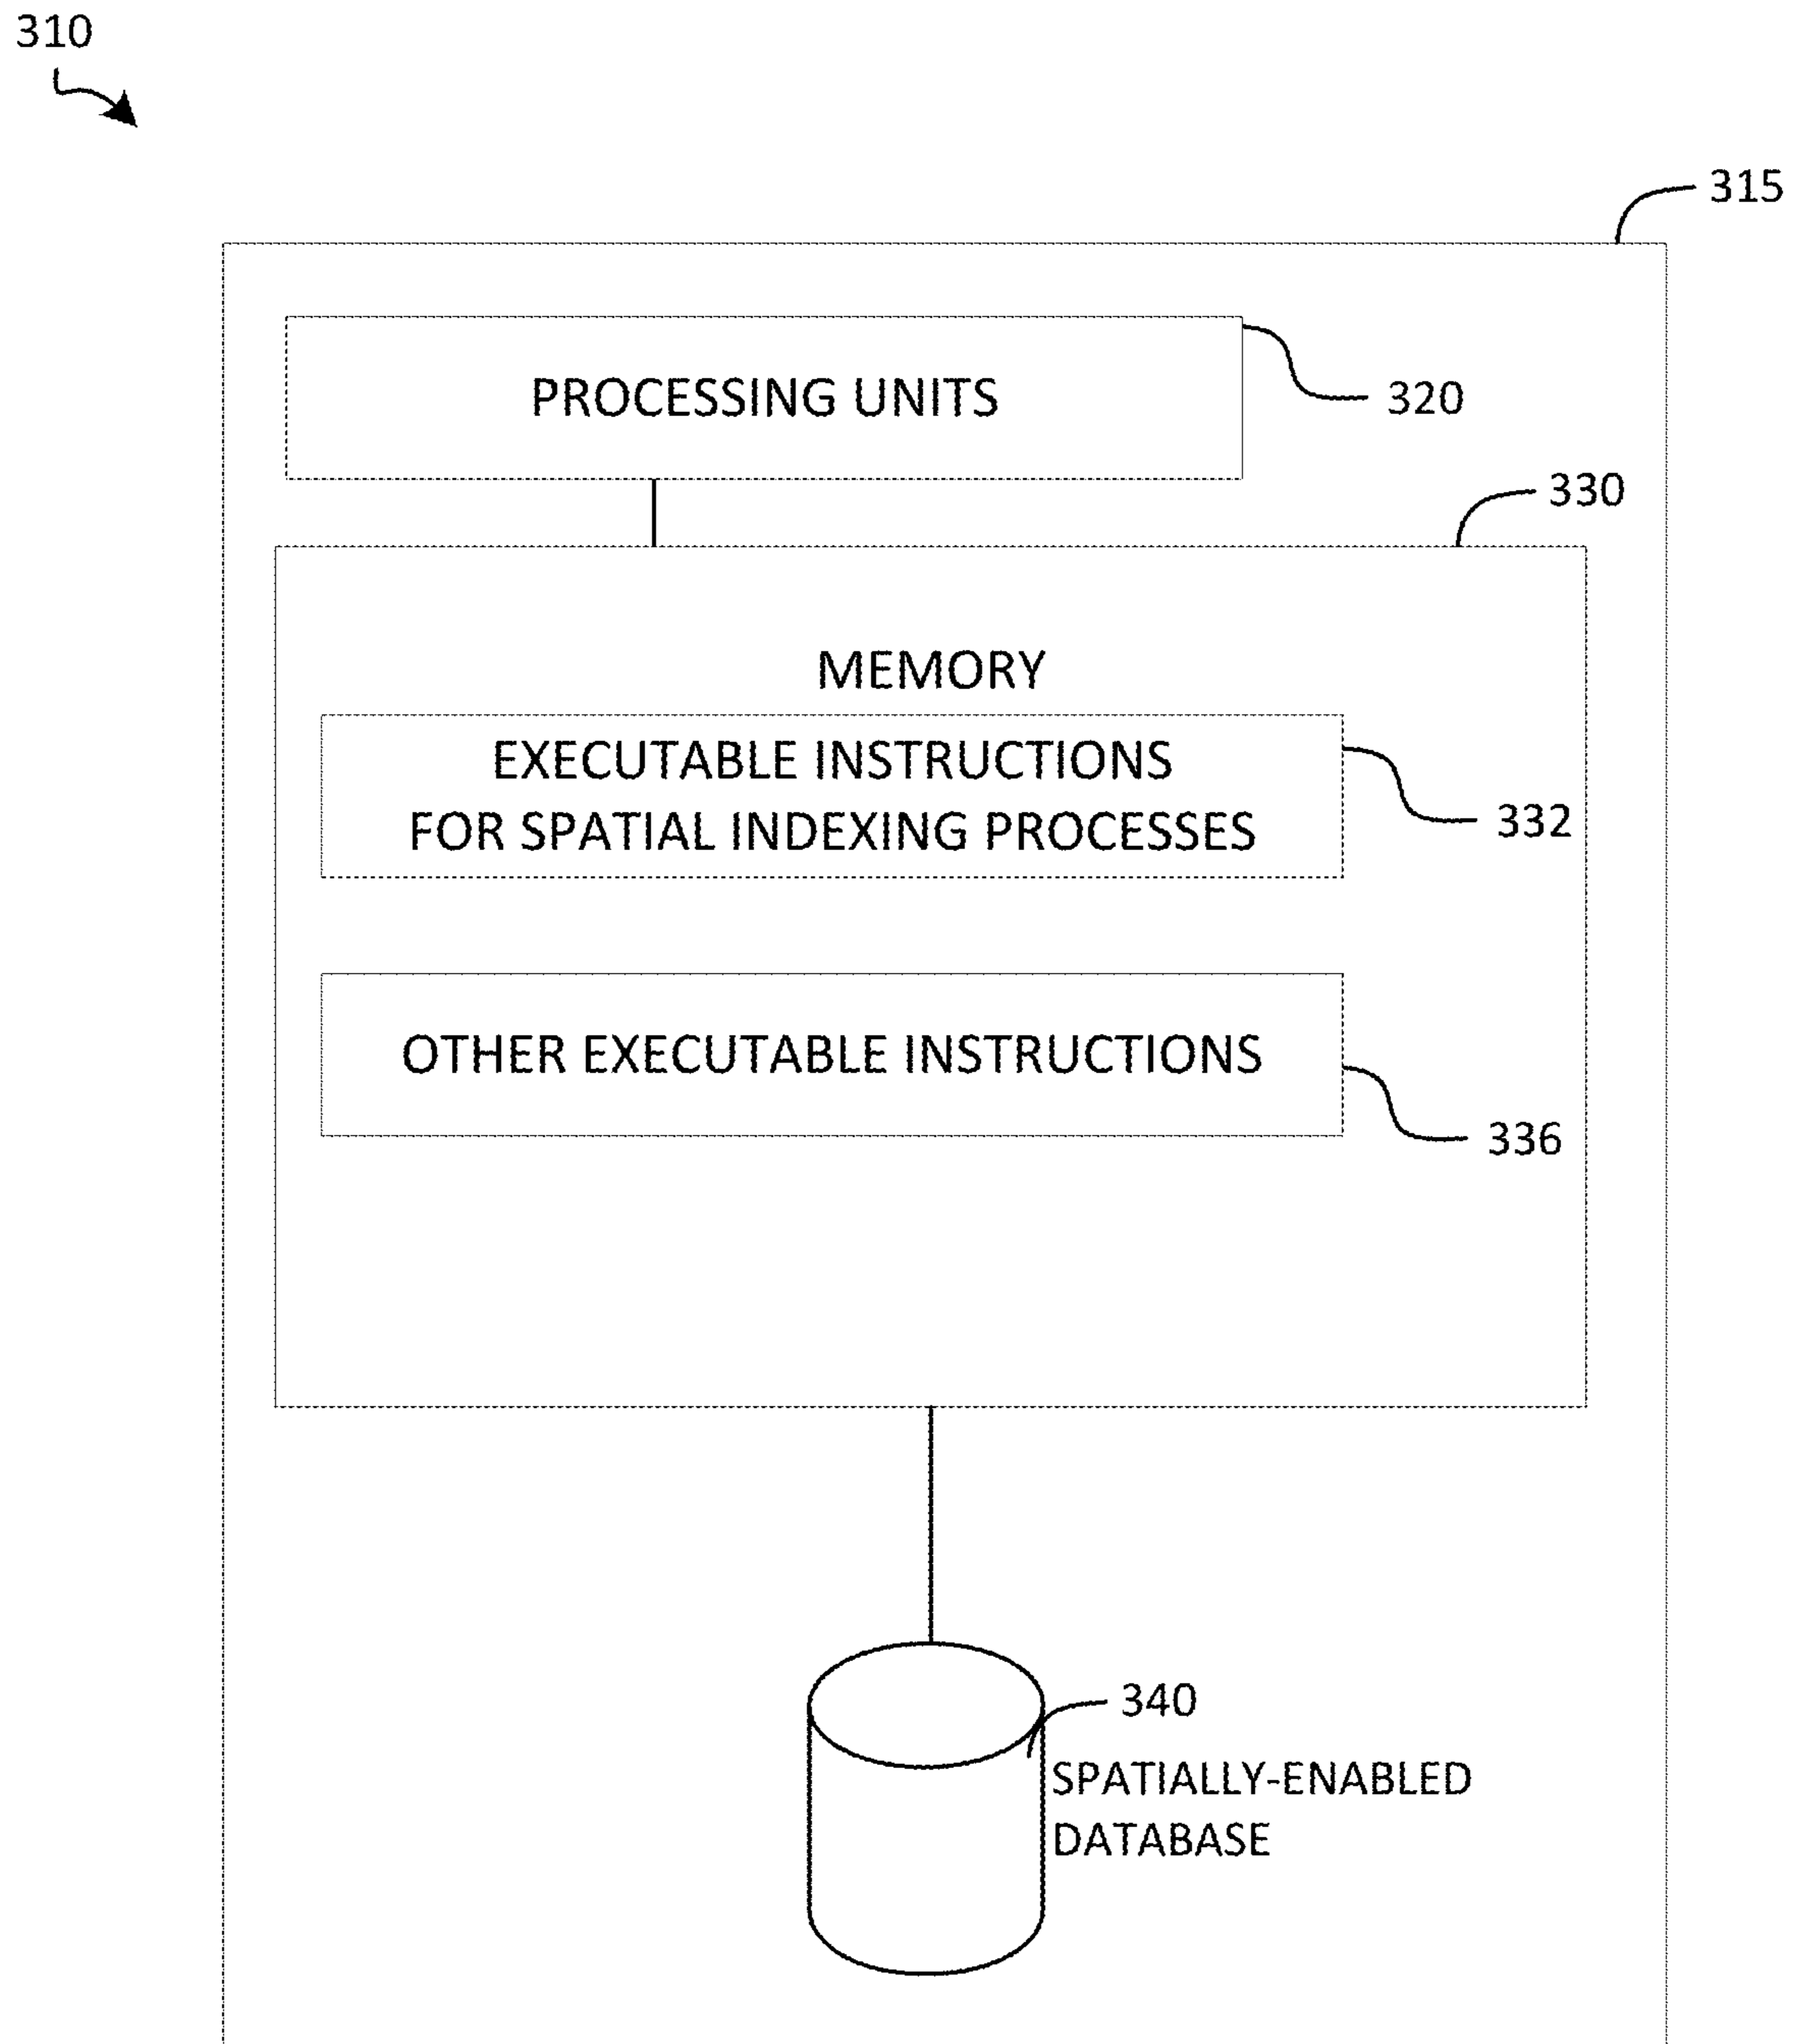 310
315
PROCESSING UNITS
320
330
MEMORY
EXECUTABLE INSTRUCTIONS
FOR SPATIAL INDEXING PROCESSES
332
OTHER EXECUTABLE INSTRUCTIONS
336
340
SPATIALLY-ENABLED
DATABASE